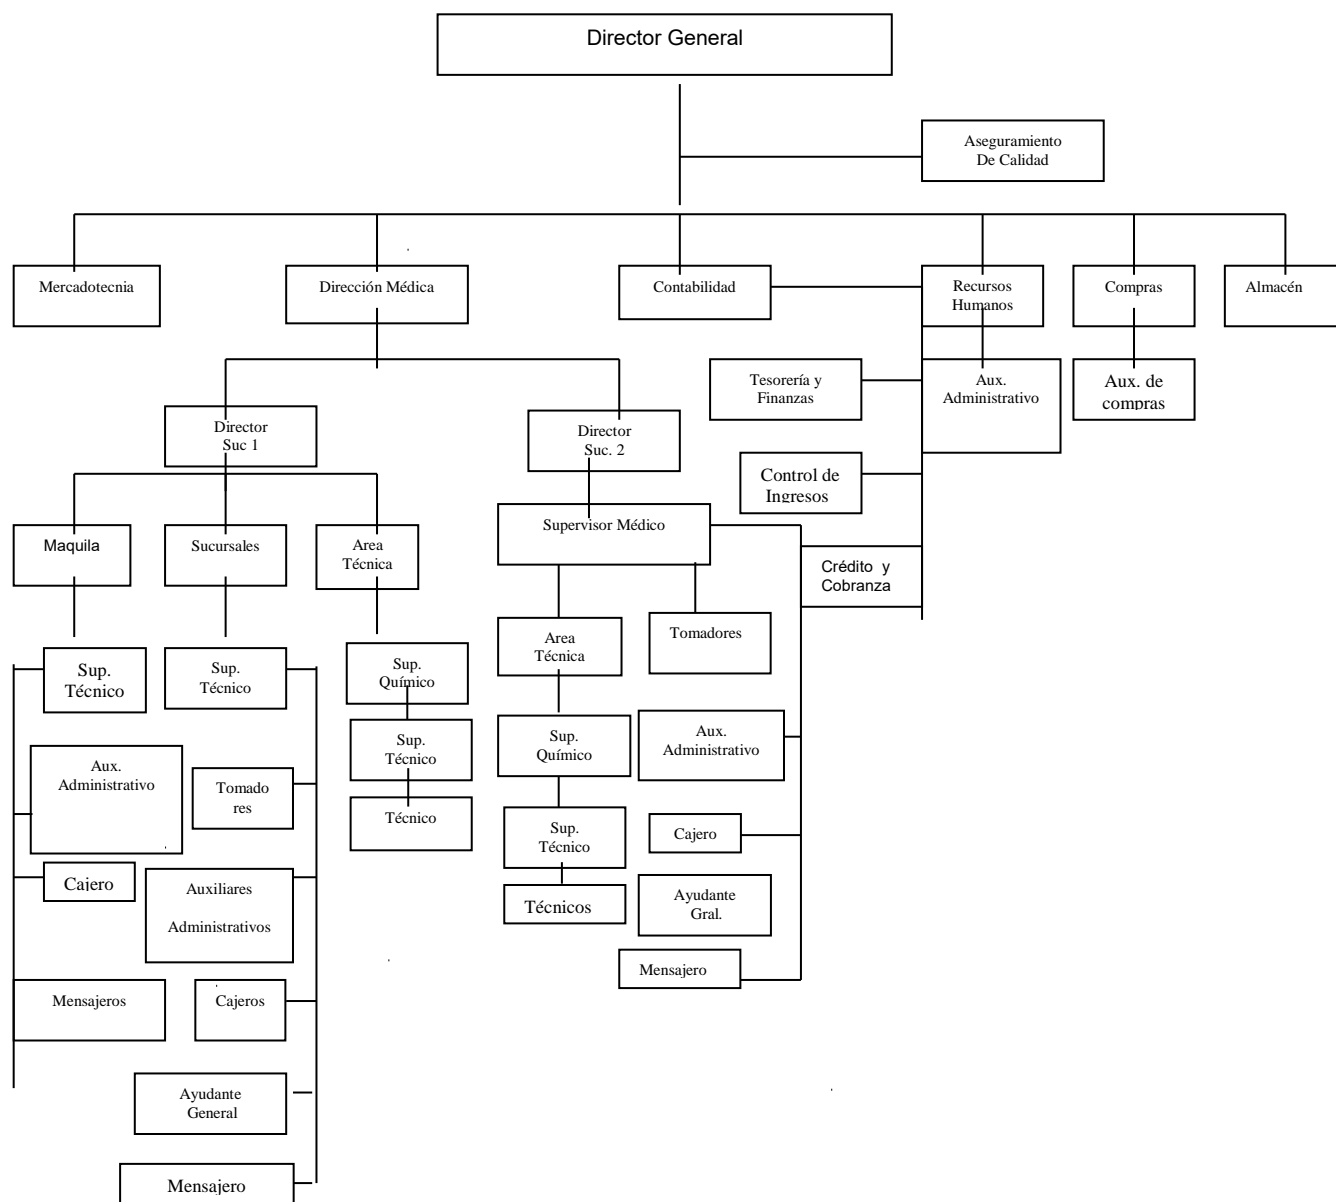 Director General
Aseguramiento
De Calidad
Mercadotecnia
Dirección Médica
Contabilidad
Recursos
Humanos
Compras
Almacén
Tesorería y
Finanzas
Aux.
Administrativo
Aux. de
compras
Director
Suc 1
Director
Suc. 2
Control de
Ingresos
Maquila
Sucursales
Area
Técnica
Supervisor Médico
Crédito y
Cobranza
Sup.
Técnico
Sup.
Técnico
Sup.
Químico
Area
Técnica
Tomadores
Sup.
Técnico
Sup.
Químico
Aux.
Administrativo
Aux.
Administrativo
Tomado
res
Técnico
Sup.
Técnico
Cajero
Cajero
Auxiliares
Administrativos
Técnicos
Ayudante
Gral.
Mensajero
Mensajeros
Cajeros
Ayudante
General
Mensajero